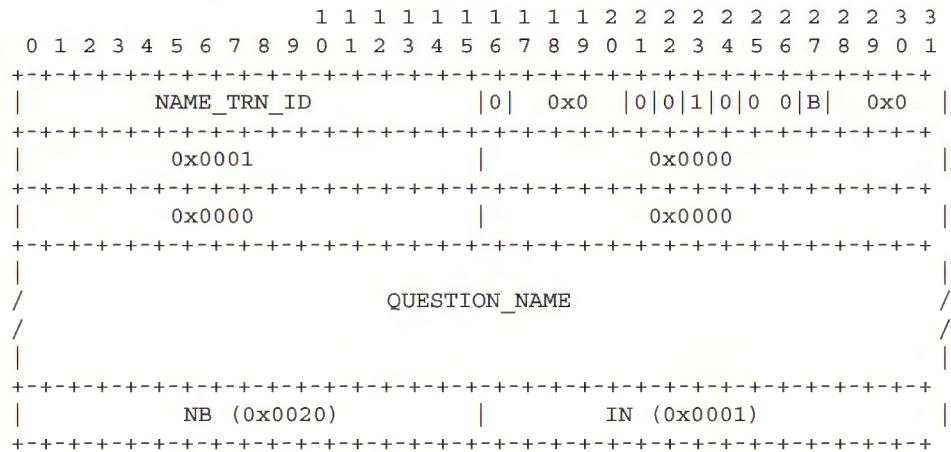 1 1 1 1 1 1 1 1 1 1 2 2 2 2 2 2 2 2 2 2 3 3
0 1 2 3 4 5 6 7 8 9 0 1 2 3 4 5 6 7 8 9 0 1 2 3 4 5 6 7 8 9 0 1
+-+-+-+-+-+-+-+-+-+-+-+-+-+-+-+-+-+-+-+-+-+-+-+-+-+-+-+-+-+-+-+-+
| NAME_TRN_ID |0| 0x0 |0|0|1|0|0 0|B| 0x0 |
+-+-+-+-+-+-+-+-+-+-+-+-+-+-+-+-+-+-+-+-+-+-+-+-+-+-+-+-+-+-+-+-+
| 0x0001 | 0x0000 |
+-+-+-+-+-+-+-+-+-+-+-+-+-+-+-+-+-+-+-+-+-+-+-+-+-+-+-+-+-+-+-+-+
| 0x0000 | 0x0000 |
+-+-+-+-+-+-+-+-+-+-+-+-+-+-+-+-+-+-+-+-+-+-+-+-+-+-+-+-+-+-+-+-+
| |
/ QUESTION_NAME /
/ /
| |
+-+-+-+-+-+-+-+-+-+-+-+-+-+-+-+-+-+-+-+-+-+-+-+-+-+-+-+-+-+-+-+-+
| NB (0x0020) | IN (0x0001) |
+-+-+-+-+-+-+-+-+-+-+-+-+-+-+-+-+-+-+-+-+-+-+-+-+-+-+-+-+-+-+-+-+